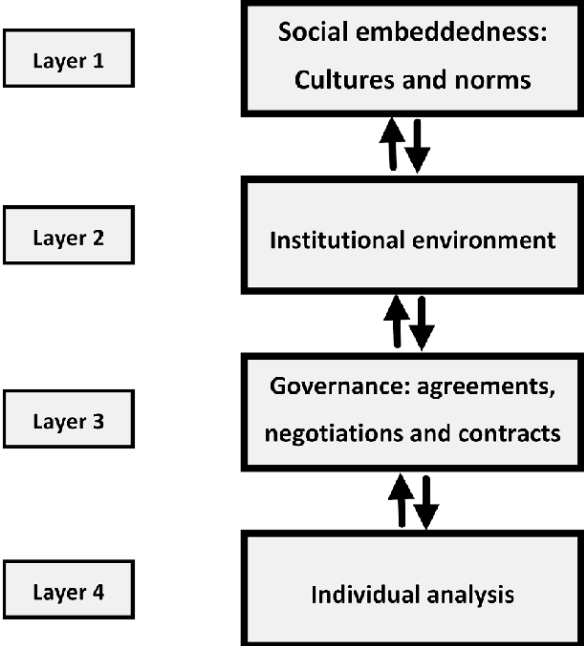 Layer 1
Social embeddedness:
Cultures and norms
Layer 2
Institutional environment
Layer 3
Governance: agreements,
negotiations and contracts
Layer 4
Individual analysis